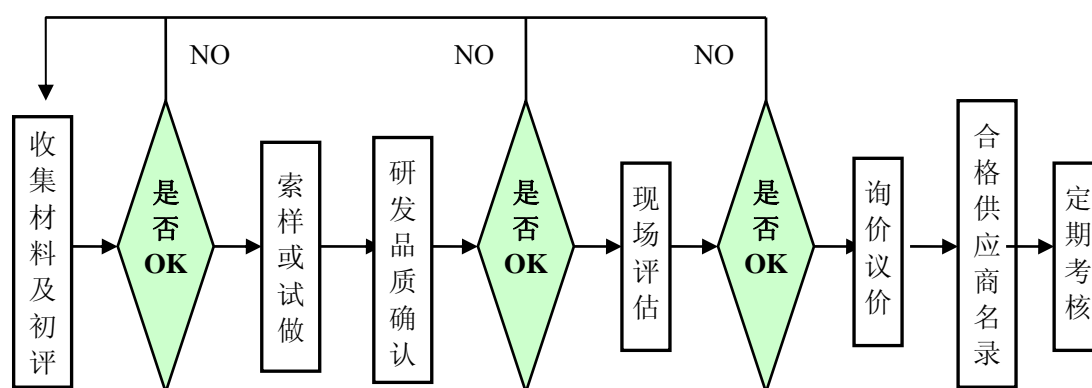 NO
NO
NO
收集材料及初评
是否OK
索样或试做
研发品质确认
是否OK
现场评估
是否OK
询价议价
合格供应商名录
定期考核